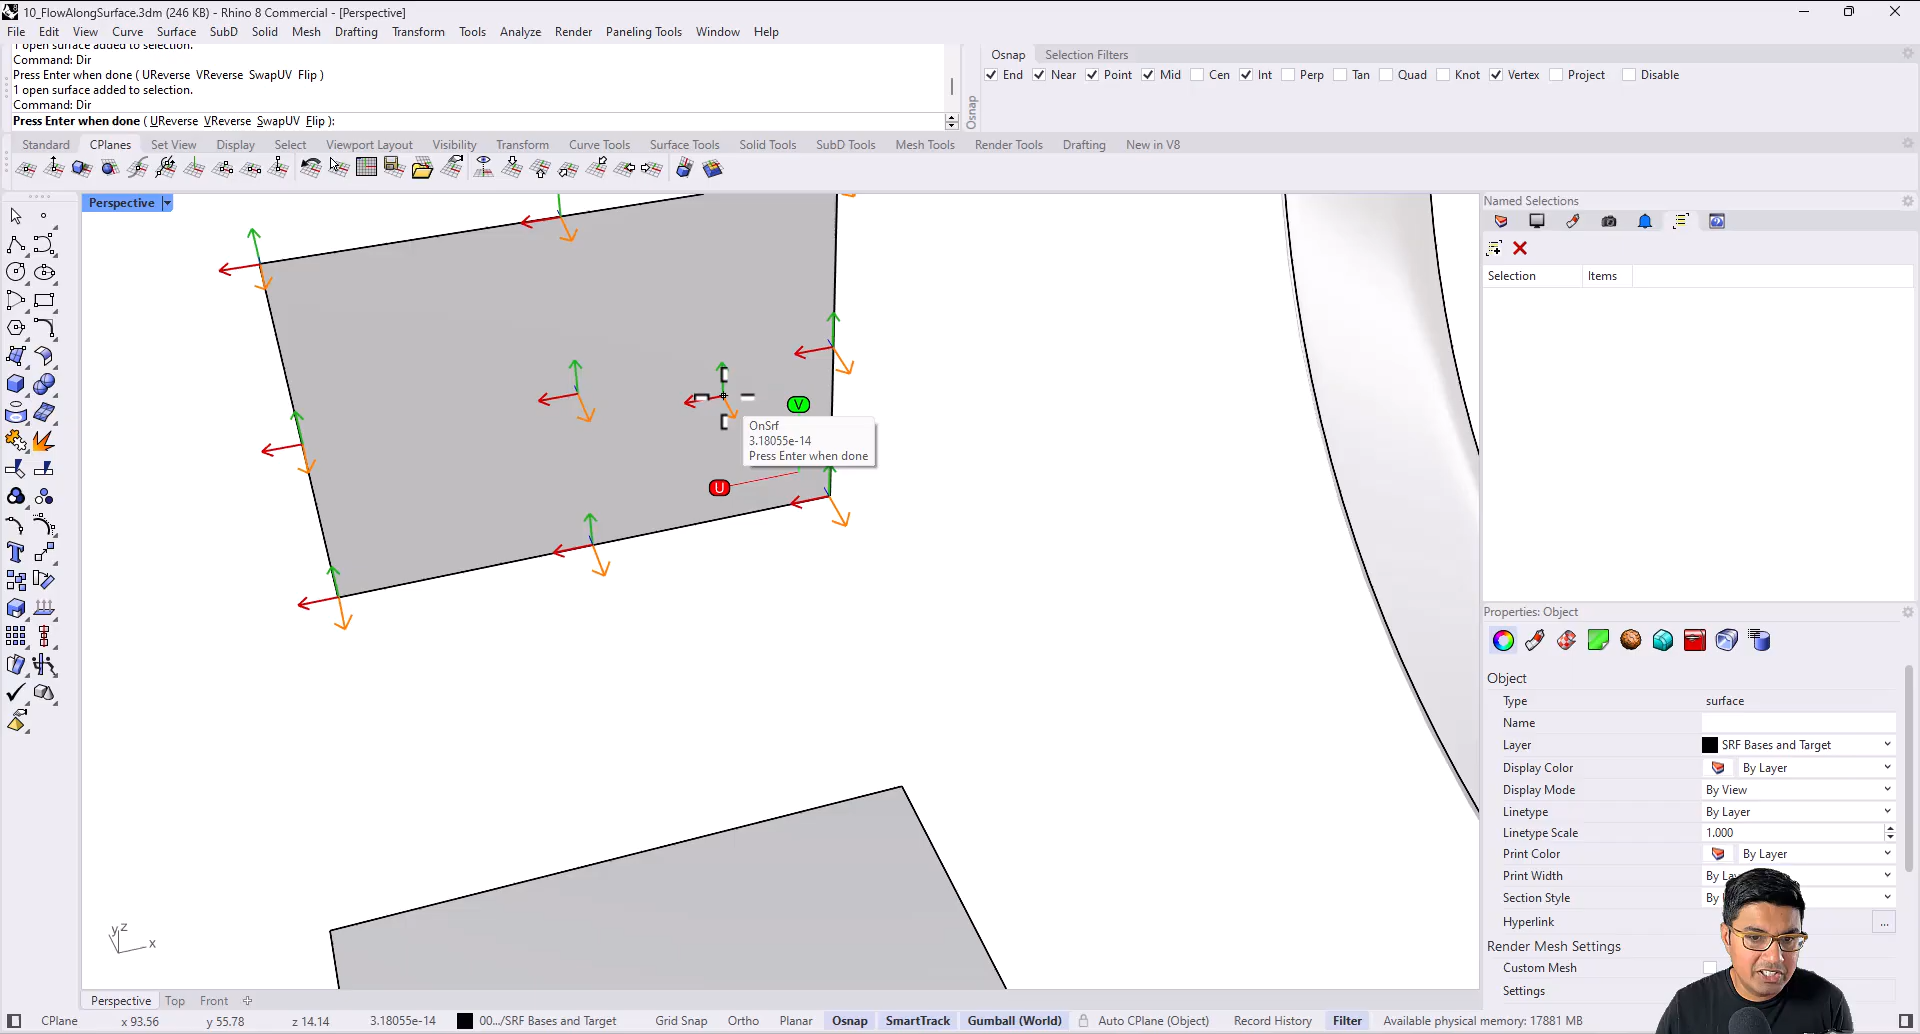 10_FlowAlongSurface.3dm (246 KB) - Rhino 8 Commercial - [Perspective]
File Edit View Curve Surface SubD Solid Mesh Drafting Transform Tools Analyze Render Paneling Tools Window Help
1 open surface added to selection.
Command: Dir
Press Enter when done ( UReverse VReverse SwapUV Flip )
1 open surface added to selection.
Command: Dir
Press Enter when done ( UReverse VReverse SwapUV Flip ):
Osnap Selection Filters
End Near Point Mid Cen Int Perp Tan Quad Knot Vertex Project Disable
Osnap
Standard CPlanes Set View Display Select Viewport Layout Visibility Transform Curve Tools Surface Tools Solid Tools SubD Tools Mesh Tools Render Tools Drafting New in V8
Perspective
V
OnSrf
3.18055e-14
Press Enter when done
U
y z
x
Named Selections
Selection Items
Properties: Object
Object
Type surface
Name
Layer SRF Bases and Target
Display Color By Layer
Display Mode By View
Linetype By Layer
Linetype Scale 1.000
Print Color By Layer
Print Width
Section Style
Hyperlink ...
Render Mesh Settings
Custom Mesh
Settings
Perspective Top Front
CPlane x 93.56 y 55.78 z 14.14 3.18055e-14 00.../SRF Bases and Target Grid Snap Ortho Planar Osnap SmartTrack Gumball (World) Auto CPlane (Object) Record History Filter Available physical memory: 17881 MB